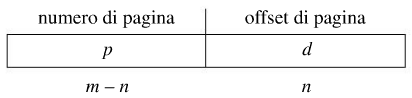 numero di pagina offset di pagina
p d
m – n n